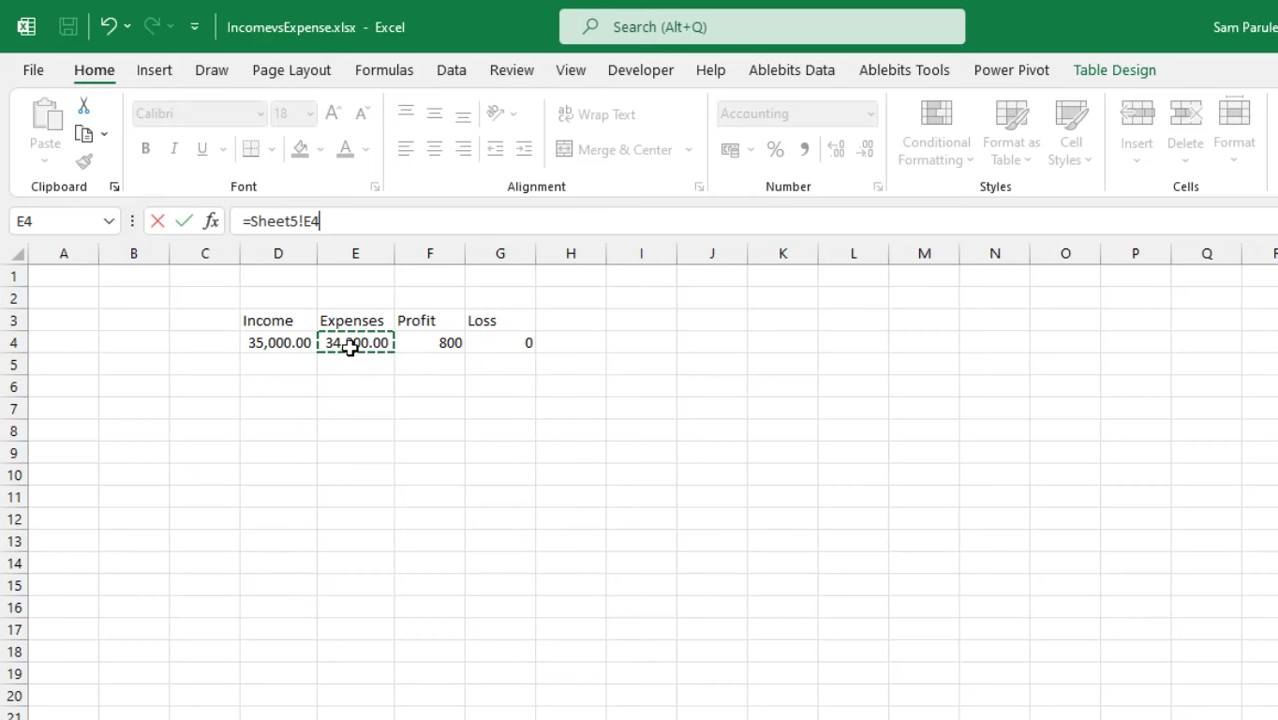 IncomevsExpense.xlsx - Excel
Search (Alt+Q)
Sam Parule
File Home Insert Draw Page Layout Formulas Data Review View Developer Help Ablebits Data Ablebits Tools Power Pivot Table Design
Paste
Calibri 18
Wrap Text
Accounting
B I U
Merge & Center
Conditional Formatting
Format as Table
Cell Styles
Insert Delete Format
Clipboard Font Alignment Number Styles Cells
E4 fx =Sheet5!E4
A B C D E F G H I J K L M N O P Q
1
2
3 Income Expenses Profit Loss
4 35,000.00 800 0
5
6
7
8
9
10
11
12
13
14
15
16
17
18
19
20
21